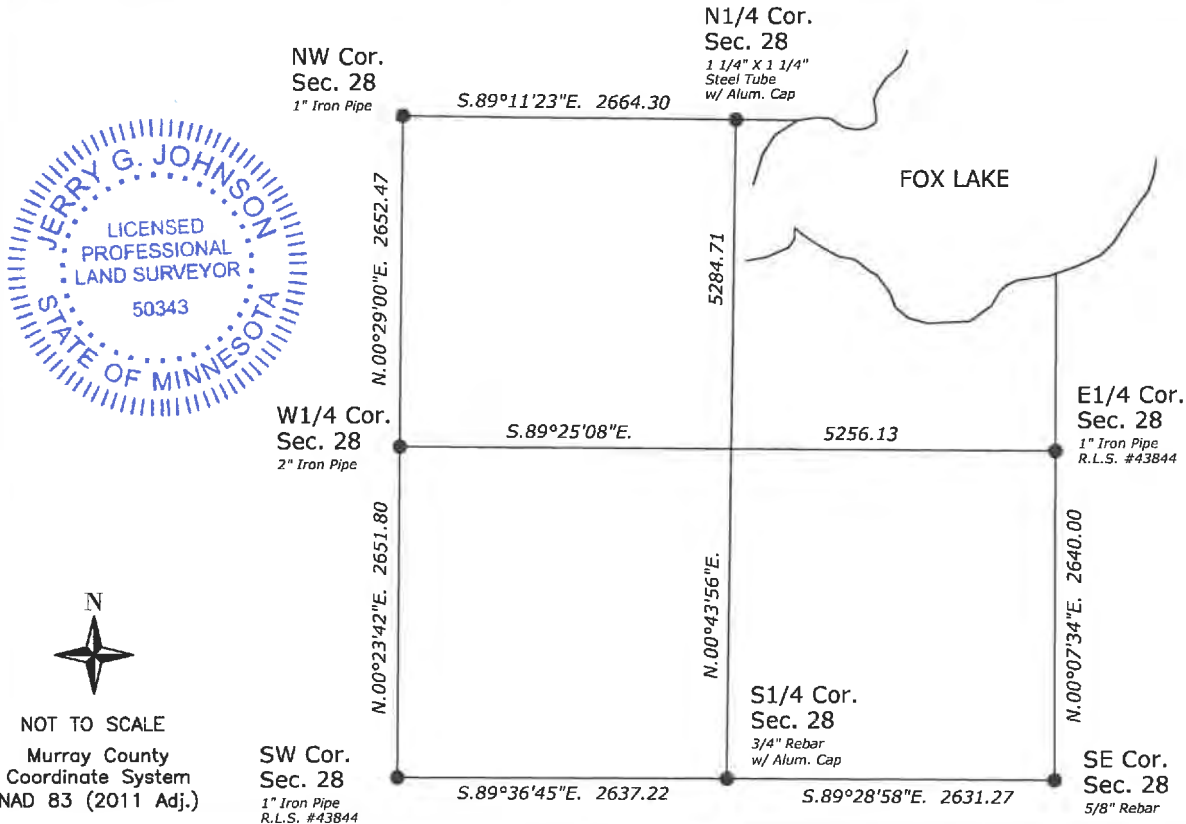 N1/4 Cor.
Sec. 28
1 1/4" X 1 1/4"
Steel Tube
w/ Alum. Cap
NW Cor.
Sec. 28
1" Iron Pipe
S.89°11'23"E. 2664.30
JERRY G. JOHNSON
LICENSED
PROFESSIONAL
LAND SURVEYOR
50343
STATE OF MINNESOTA
FOX LAKE
N.00°29'00"E. 2652.47
5284.71
W1/4 Cor.
Sec. 28
2" Iron Pipe
S.89°25'08"E. 5256.13
E1/4 Cor.
Sec. 28
1" Iron Pipe
R.L.S. #43844
N.00°23'42"E. 2651.80
N.00°43'56"E.
N.00°07'34"E. 2640.00
N
NOT TO SCALE
Murray County
Coordinate System
NAD 83 (2011 Adj.)
SW Cor.
Sec. 28
1" Iron Pipe
R.L.S. #43844
S1/4 Cor.
Sec. 28
3/4" Rebar
w/ Alum. Cap
S.89°36'45"E. 2637.22
S.89°28'58"E. 2631.27
SE Cor.
Sec. 28
5/8" Rebar